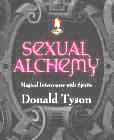 SEXUAL
ALCHEMY
Magical Intercourse with Spirits
Donald Tyson